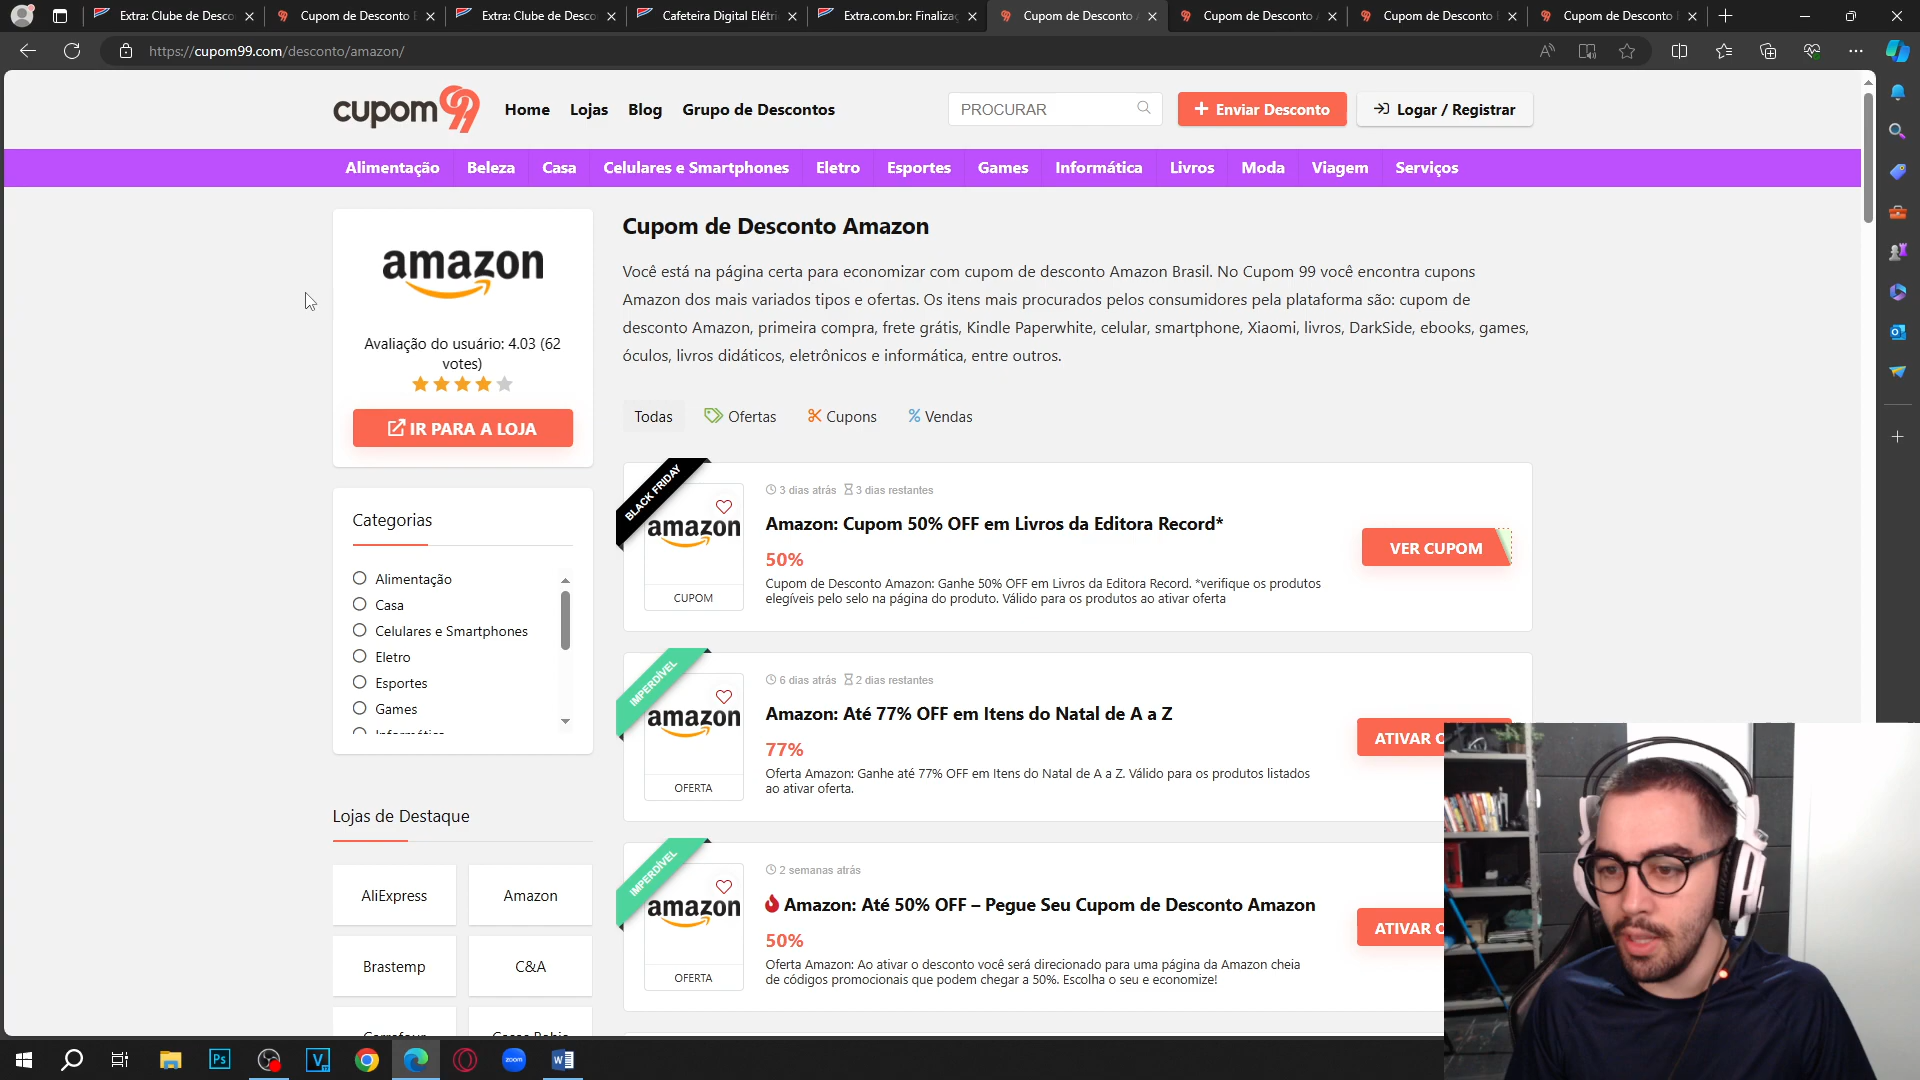 Extra: Clube de Desco
Cupom de Desconto E
Extra: Clube de Desco
Cafeteira Digital Elétri
Extra.com.br: Finalizaç
Cupom de Desconto
Cupom de Desconto
Cupom de Desconto
Cupom de Desconto
https://cupom99.com/desconto/amazon/
cupom99
Home
Lojas
Blog
Grupo de Descontos
PROCURAR
Enviar Desconto
Logar / Registrar
Alimentação
Beleza
Casa
Celulares e Smartphones
Eletro
Esportes
Games
Informática
Livros
Moda
Viagem
Serviços
amazon
Avaliação do usuário: 4.03 (62
votes)
IR PARA A LOJA
Categorias
Alimentação
Casa
Celulares e Smartphones
Eletro
Esportes
Games
Informática
Lojas de Destaque
AliExpress
Amazon
Brastemp
C&A
Carrefour
Casas Bahia
Cupom de Desconto Amazon
Você está na página certa para economizar com cupom de desconto Amazon Brasil. No Cupom 99 você encontra cupons
Amazon dos mais variados tipos e ofertas. Os itens mais procurados pelos consumidores pela plataforma são: cupom de
desconto Amazon, primeira compra, frete grátis, Kindle Paperwhite, celular, smartphone, Xiaomi, livros, DarkSide, ebooks, games,
óculos, livros didáticos, eletrônicos e informática, entre outros.
Todas
Ofertas
Cupons
Vendas
BLACK FRIDAY
amazon
CUPOM
3 dias atrás
3 dias restantes
Amazon: Cupom 50% OFF em Livros da Editora Record*
50%
Cupom de Desconto Amazon: Ganhe 50% OFF em Livros da Editora Record. *verifique os produtos
elegíveis pelo selo na página do produto. Válido para os produtos ao ativar oferta
VER CUPOM
IMPERDÍVEL
amazon
OFERTA
6 dias atrás
2 dias restantes
Amazon: Até 77% OFF em Itens do Natal de A a Z
77%
Oferta Amazon: Ganhe até 77% OFF em Itens do Natal de A a Z. Válido para os produtos listados
ao ativar oferta.
ATIVAR O
IMPERDÍVEL
amazon
OFERTA
2 semanas atrás
Amazon: Até 50% OFF – Pegue Seu Cupom de Desconto Amazon
50%
Oferta Amazon: Ao ativar o desconto você será direcionado para uma página da Amazon cheia
de códigos promocionais que podem chegar a 50%. Escolha o seu e economize!
ATIVAR O
Ps
V
zoom
W